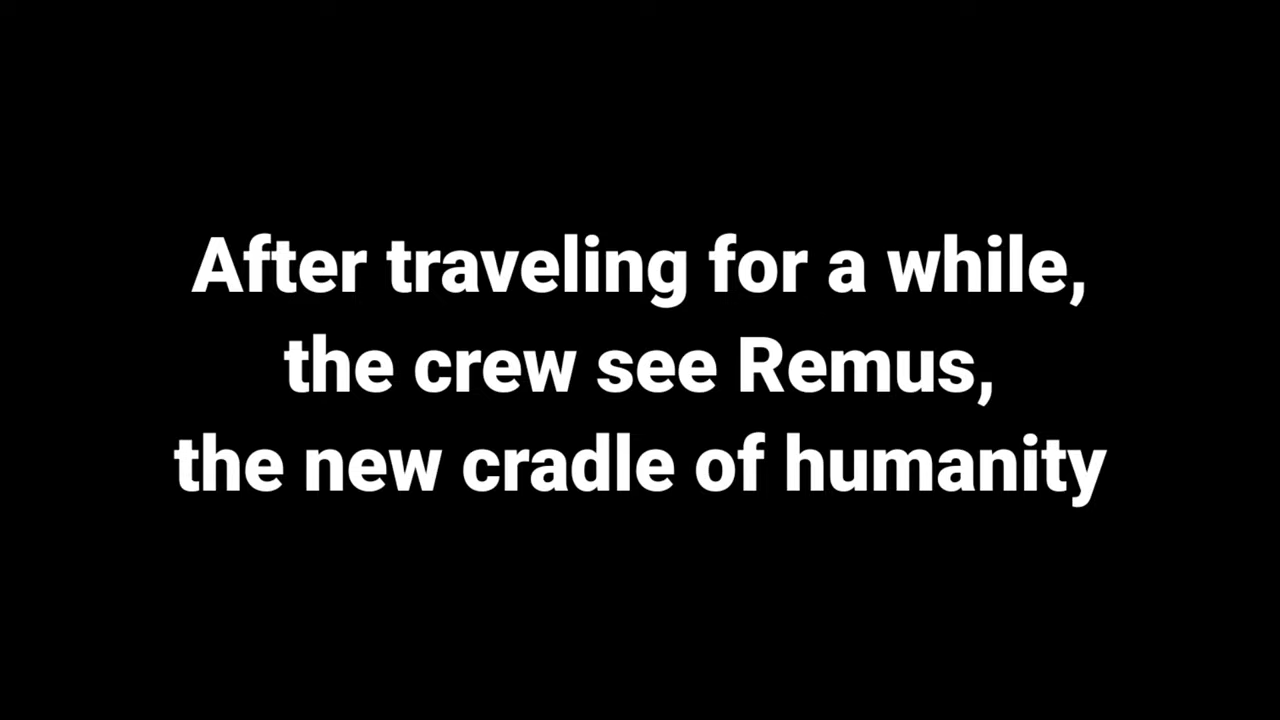 After traveling for a while,
the crew see Remus,
the new cradle of humanity